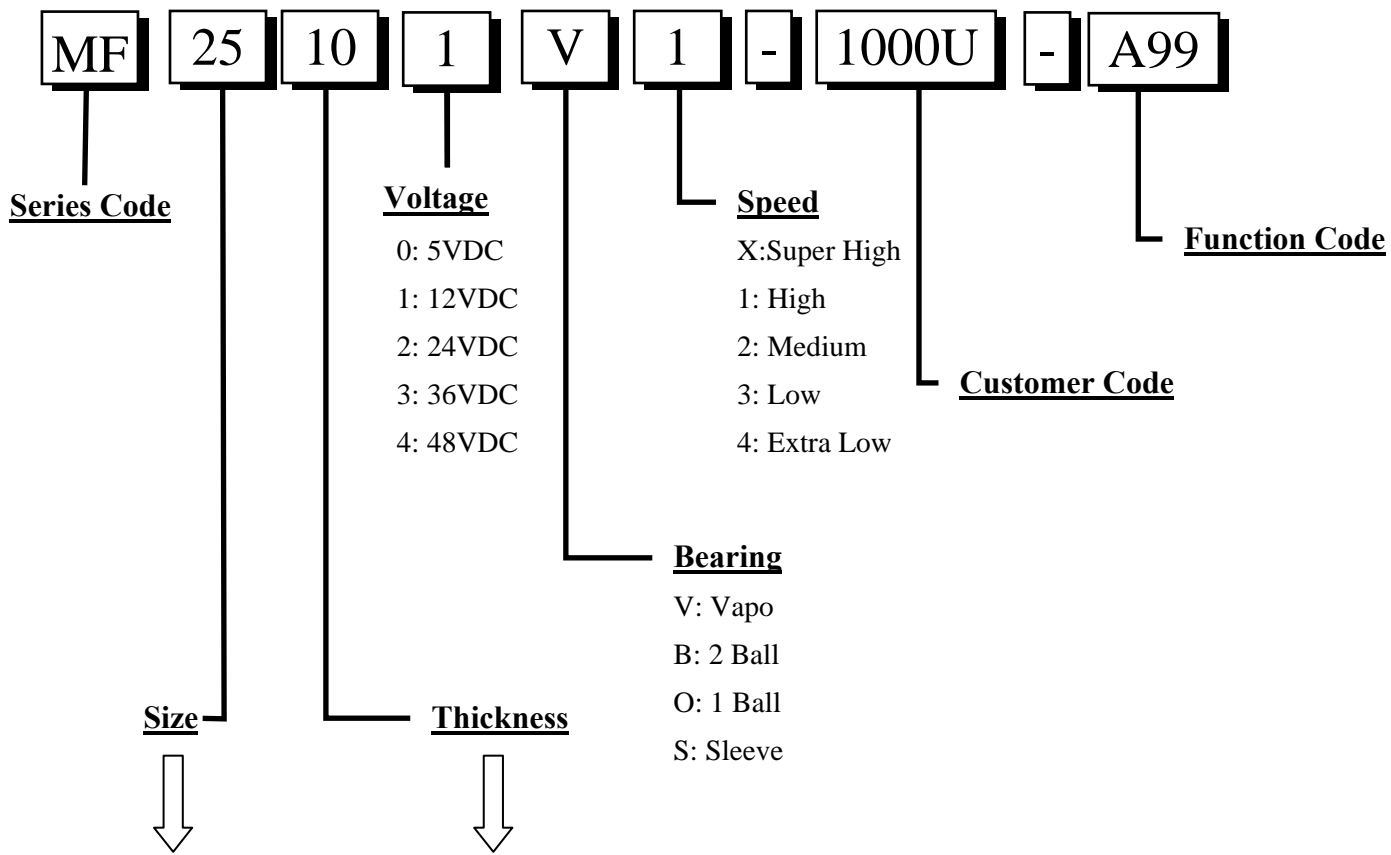 MF 25 10 1 V 1 - 1000U - A99
Series Code
Voltage
0: 5VDC
1: 12VDC
2: 24VDC
3: 36VDC
4: 48VDC
Speed
X:Super High
1: High
2: Medium
3: Low
4: Extra Low
Function Code
Customer Code
Bearing
V: Vapo
B: 2 Ball
O: 1 Ball
S: Sleeve
Size
Thickness